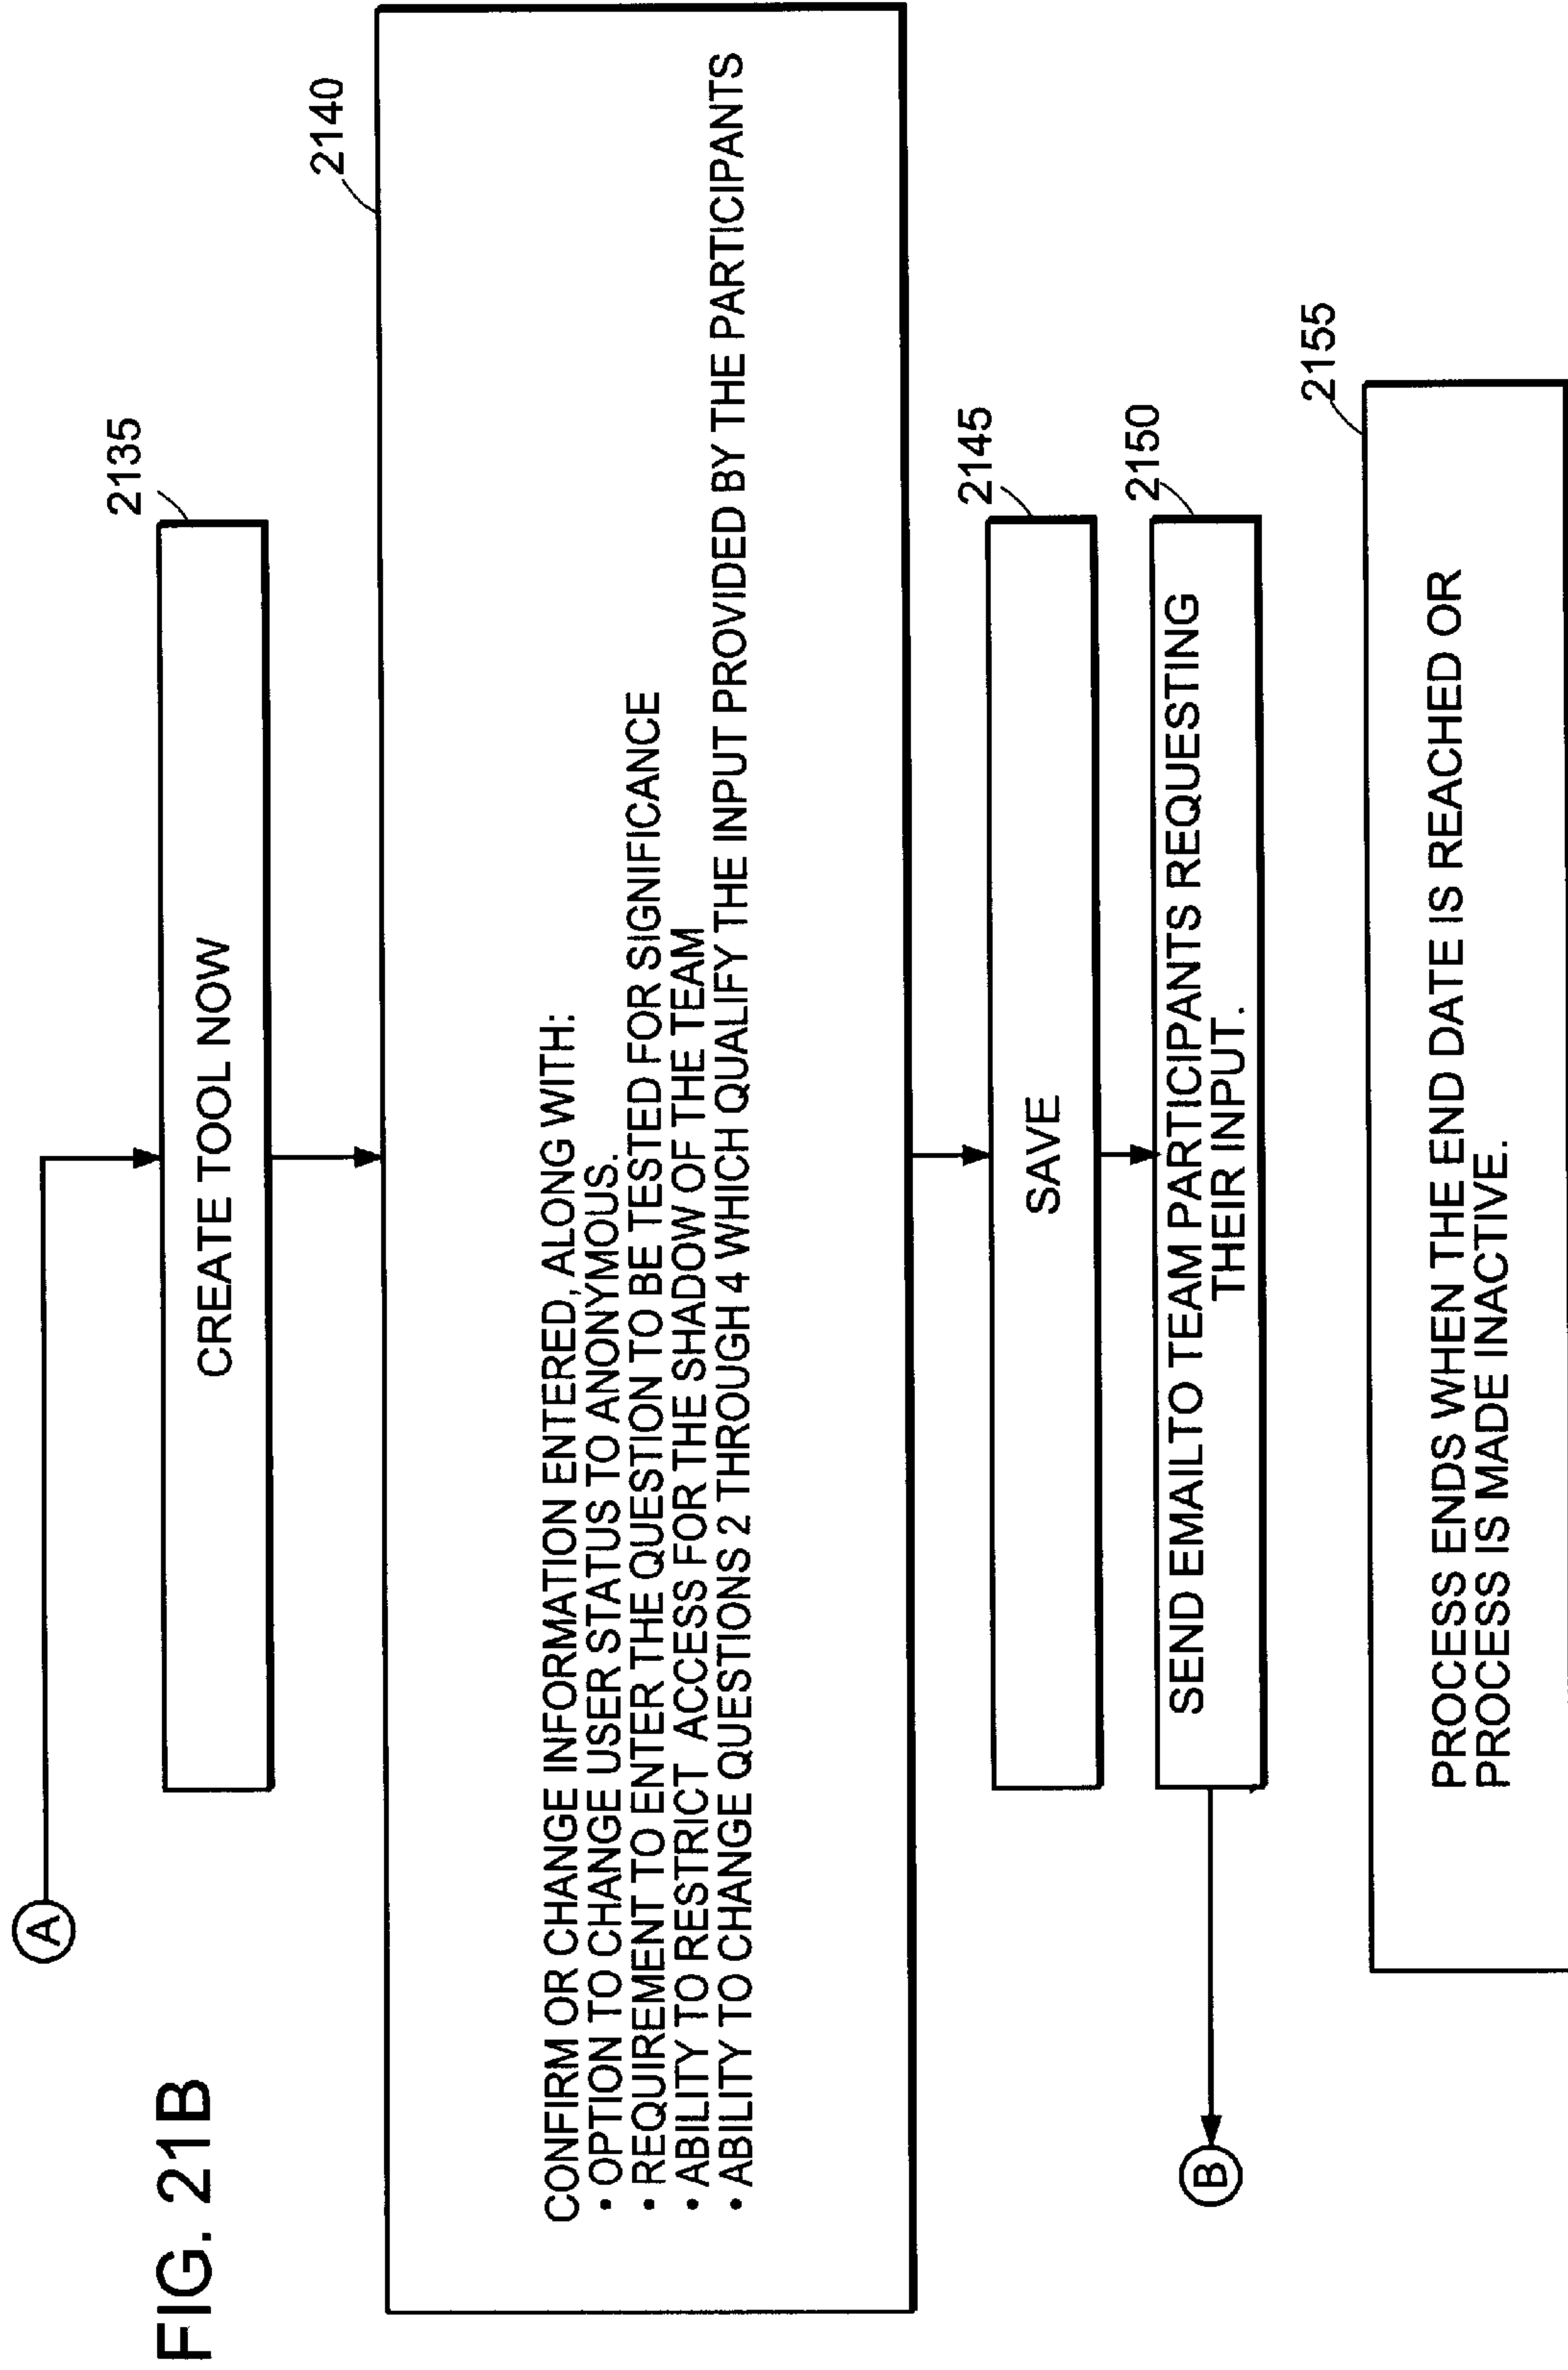 FIG. 21B
A
2135
CREATE TOOL NOW
2140
CONFIRM OR CHANGE INFORMATION ENTERED, ALONG WITH:
• OPTION TO CHANGE USER STATUS TO ANONYMOUS.
• REQUIREMENT TO ENTER THE QUESTION TO BE TESTED FOR SIGNIFICANCE
• ABILITY TO RESTRICT ACCESS FOR THE SHADOW OF THE TEAM
• ABILITY TO CHANGE QUESTIONS 2 THROUGH 4 WHICH QUALIFY THE INPUT PROVIDED BY THE PARTICIPANTS
2145
SAVE
2150
SEND EMAIL TO TEAM PARTICIPANTS REQUESTING
THEIR INPUT.
B
2155
PROCESS ENDS WHEN THE END DATE IS REACHED OR
PROCESS IS MADE INACTIVE.